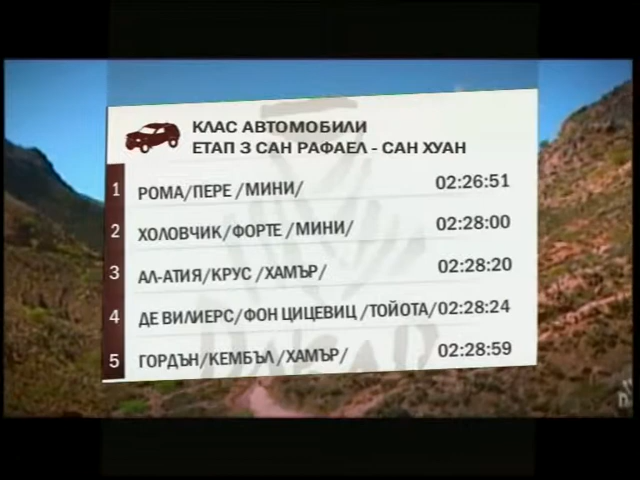 КЛАС АВТОМОБИЛИ
ЕТАП 3 САН РАФАЕЛ - САН ХУАН
1 РОМА/ПЕРЕ /МИНИ/ 02:26:51
2 ХОЛОВЧИК/ФОРТЕ /МИНИ/ 02:28:00
3 АЛ-АТИЯ/КРУС /ХАМЪР/ 02:28:20
4 ДЕ ВИЛИЕРС/ФОН ЦИЦЕВИЦ /ТОЙОТА/ 02:28:24
5 ГОРДЪН/КЕМБЪЛ /ХАМЪР/ 02:28:59
DAKAR